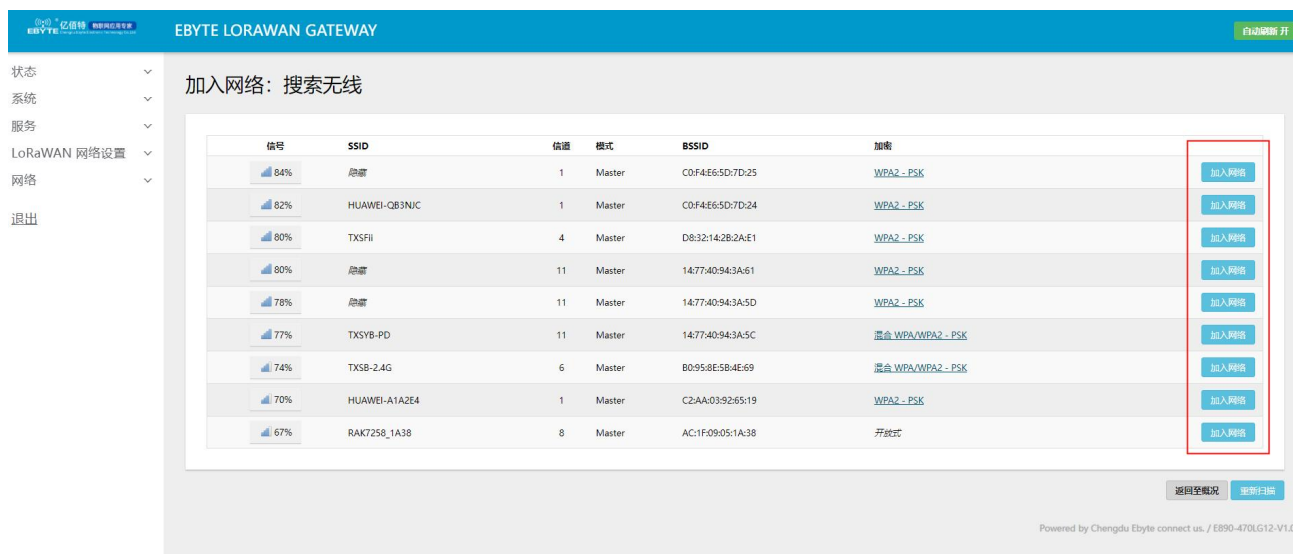 EBYTE 亿佰特 物联网应用专家 EBYTE LORAWAN GATEWAY 自动刷新 开
状态
系统
服务
LoRaWAN 网络设置
网络
退出
加入网络：搜索无线
信号 SSID 信道 模式 BSSID 加密
84% 隐藏 1 Master C0:F4:E6:5D:7D:25 WPA2 - PSK 加入网络
82% HUAWEI-QB3NJC 1 Master C0:F4:E6:5D:7D:24 WPA2 - PSK 加入网络
80% TXSFii 4 Master D8:32:14:2B:2A:E1 WPA2 - PSK 加入网络
80% 隐藏 11 Master 14:77:40:94:3A:61 WPA2 - PSK 加入网络
78% 隐藏 11 Master 14:77:40:94:3A:5D WPA2 - PSK 加入网络
77% TXSYB-PD 11 Master 14:77:40:94:3A:5C 混合 WPA/WPA2 - PSK 加入网络
74% TXSB-2.4G 6 Master B0:95:8E:5B:4E:69 混合 WPA/WPA2 - PSK 加入网络
70% HUAWEI-A1A2E4 1 Master C2:AA:03:92:65:19 WPA2 - PSK 加入网络
67% RAK7258_1A38 8 Master AC:1F:09:05:1A:38 开放式 加入网络
返回至概况 重新扫描
Powered by Chengdu Ebyte connect us. / E890-470LG12-V1.0